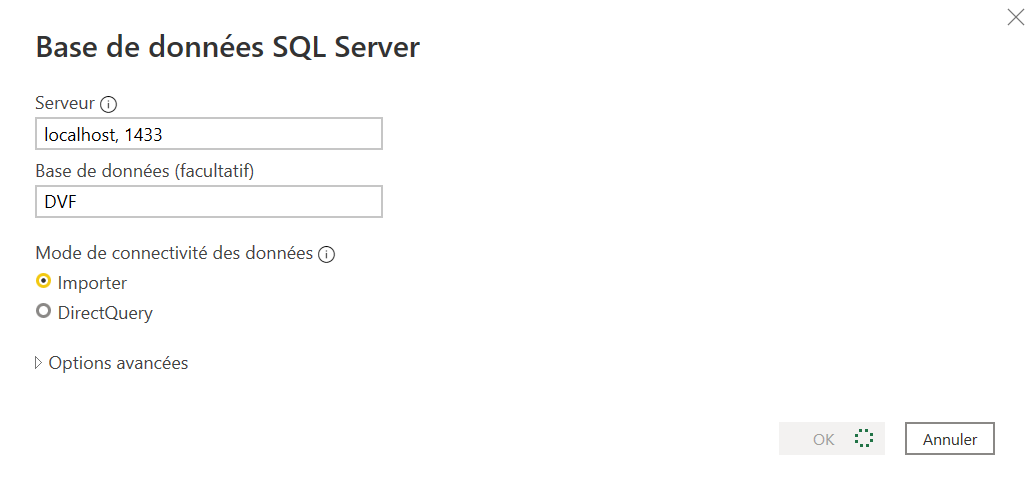 Base de données SQL Server
Serveur
localhost, 1433
Base de données (facultatif)
DVF
Mode de connectivité des données
Importer
DirectQuery
Options avancées
OK
Annuler